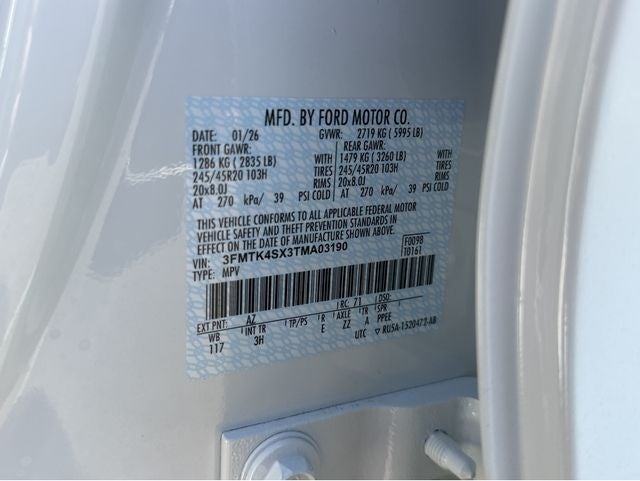 MFD. BY FORD MOTOR CO.
DATE: 01/26 GVWR: 2719 KG ( 5995 LB)
FRONT GAWR: REAR GAWR:
1286 KG ( 2835 LB) WITH 1479 KG ( 3260 LB) WITH
245/45R20 103H TIRES 245/45R20 103H TIRES
20x8.0J RIMS 20x8.0J RIMS
AT 270 kPa/ 39 PSI COLD AT 270 kPa/ 39 PSI COLD
THIS VEHICLE CONFORMS TO ALL APPLICABLE FEDERAL MOTOR
VEHICLE SAFETY AND THEFT PREVENTION STANDARDS IN
EFFECT ON THE DATE OF MANUFACTURE SHOWN ABOVE.
VIN: 3FMTK4SX3TMA03190 F0098
TYPE: MPV T0161
EXT PNT: AZ RC: 71 DSO:
WB INT TR TP/PS R AXLE TR SPR
117 3H E ZZ A PPEE
UTC RU5A-1520472-AB